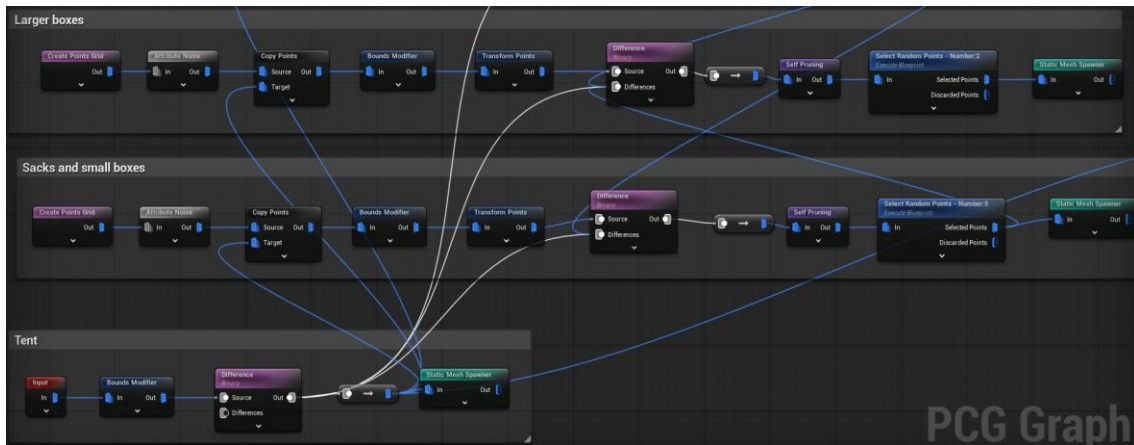 Larger boxes
Create Points Grid
Out
Attribute Noise
In Out
Copy Points
Source Out
Target
Bounds Modifier
In Out
Transform Points
In Out
Difference
Binary
Source Out
Differences
Self Pruning
In Out
Select Random Points - Number:2
Execute Blueprint
In Selected Points
Discarded Points
Static Mesh Spawner
In Out
Sacks and small boxes
Create Points Grid
Out
Attribute Noise
In Out
Copy Points
Source Out
Target
Bounds Modifier
In Out
Transform Points
In Out
Difference
Binary
Source Out
Differences
Self Pruning
In Out
Select Random Points - Number:5
Execute Blueprint
In Selected Points
Discarded Points
Static Mesh Spawner
In Out
Tent
Input
In
Bounds Modifier
In Out
Difference
Binary
Source Out
Differences
Static Mesh Spawner
In Out
PCG Graph